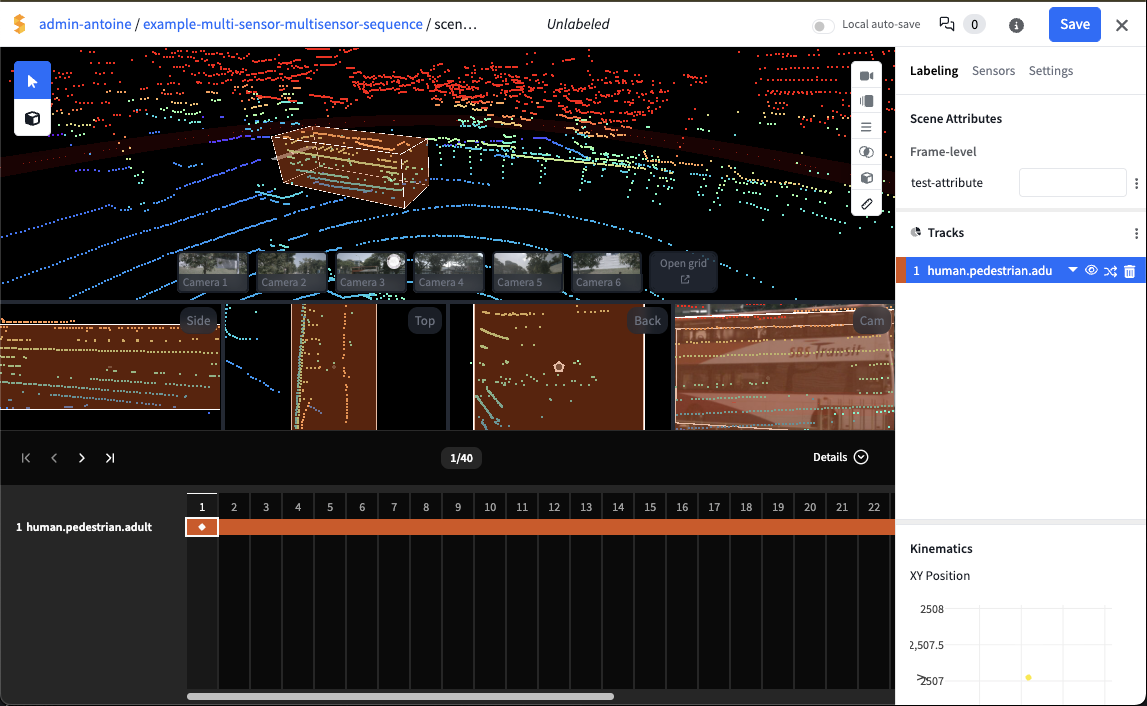 admin-antoine / example-multi-sensor-multisensor-sequence / scen…
Unlabeled
Local auto-save
0
Save
Labeling
Sensors
Settings
Scene Attributes
Frame-level
test-attribute
Tracks
1 human.pedestrian.adu
Camera 1
Camera 2
Camera 3
Camera 4
Camera 5
Camera 6
Open grid
Side
Top
Back
Cam
SBS Transit
1/40
Details
1 2 3 4 5 6 7 8 9 10 11 12 13 14 15 16 17 18 19 20 21 22
1 human.pedestrian.adult
Kinematics
XY Position
2508
2,507.5
2507